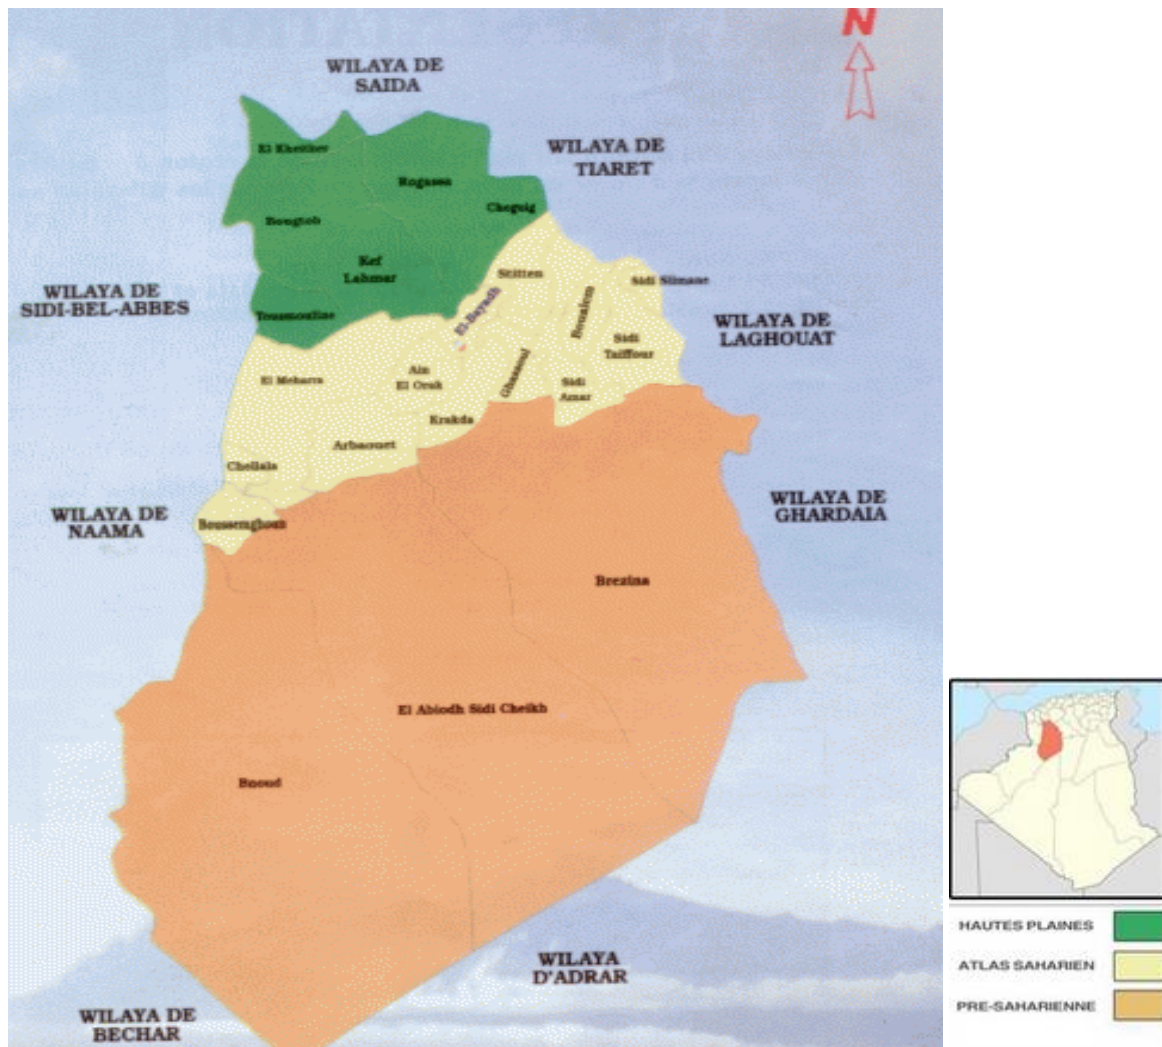 N
WILAYA DE
SAIDA
WILAYA DE
TIARET
El Kheither
Rogassa
Cheguig
Bougtob
Kef
Lahmar
Stitten
Sidi Slimane
WILAYA DE
SIDI-BEL-ABBES
Tousmouline
El-Bayadh
Boualem
WILAYA DE
LAGHOUAT
Sidi
Taiffour
El Mehara
Ain
El Orak
Ghassoul
Sidi
Amar
Krakda
Arbaouet
Chellala
WILAYA DE
NAAMA
Boussemghoun
WILAYA DE
GHARDAIA
Brezina
El Abiodh Sidi Cheikh
Bnoud
WILAYA
D'ADRAR
WILAYA DE
BECHAR
HAUTES PLAINES
ATLAS SAHARIEN
PRE-SAHARIENNE